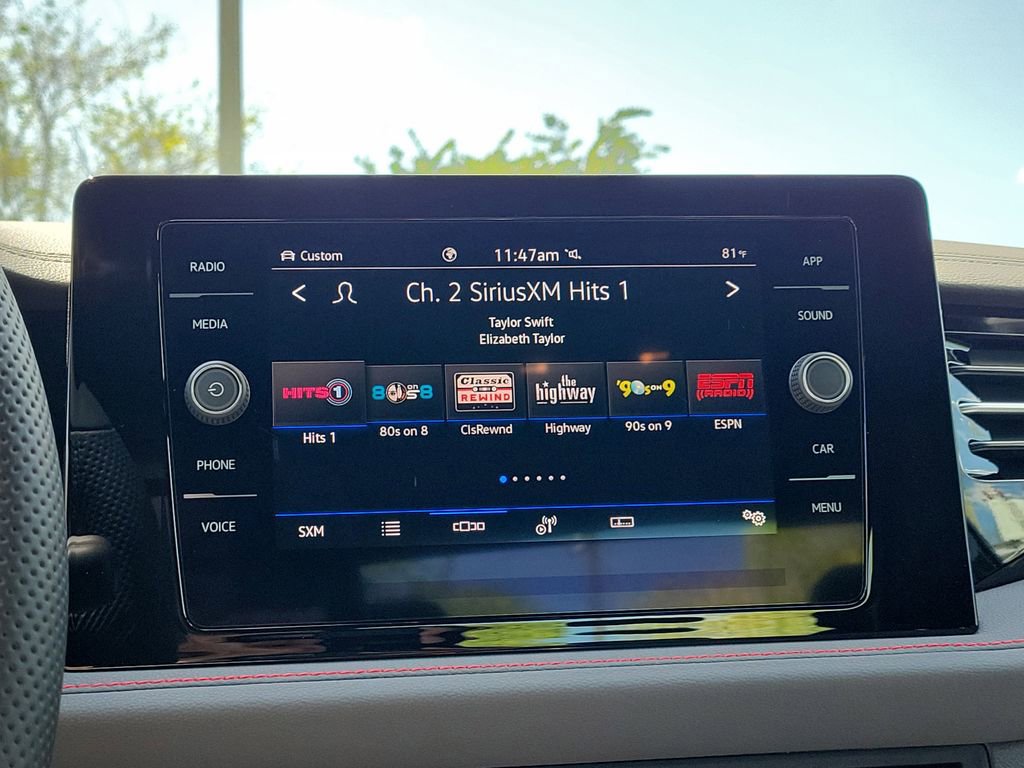 Custom 11:47am 81°F
RADIO
APP
Ch. 2 SiriusXM Hits 1
MEDIA
SOUND
Taylor Swift
Elizabeth Taylor
HITS 1
80s on 8
Classic REWIND
the highway
'90s ON 9
ESPN RADIO
Hits 1
80s on 8
ClsRewnd
Highway
90s on 9
ESPN
PHONE
CAR
VOICE
MENU
SXM